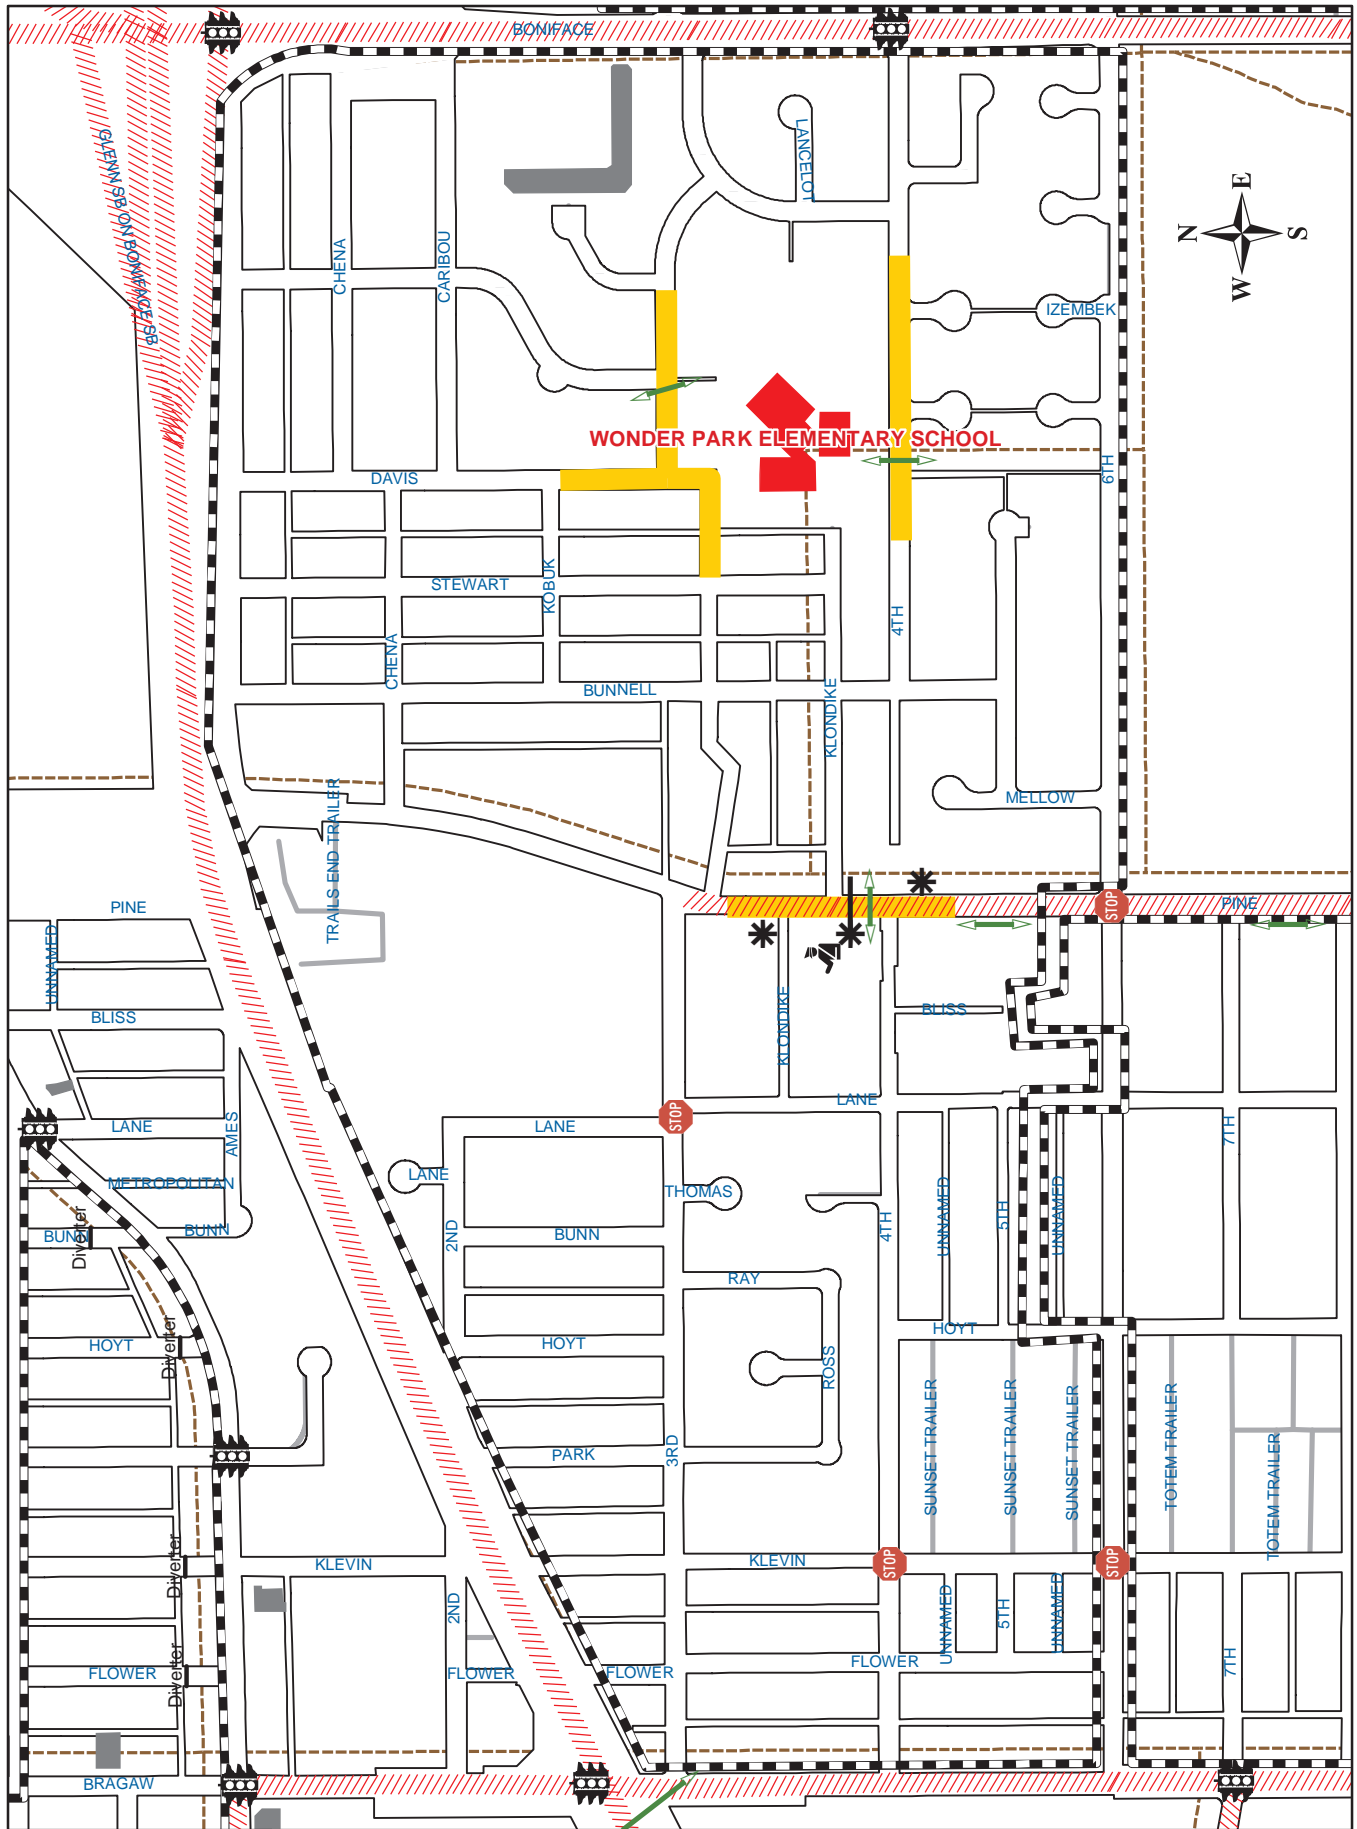 BONIFACE
GLENN SB ON BONIFACE SB
LANCELOT
E
N
S
W
CHENA
CARIBOU
IZEMBEK
WONDER PARK ELEMENTARY SCHOOL
DAVIS
6TH
STEWART
KOBUK
4TH
CHENA
BUNNELL
KLONDIKE
MELLOW
TRAILS END TRAILER
PINE
STOP
PINE
UNNAMED
BLISS
KLONDIKE
BLISS
LANE
AMES
LANE
STOP
LANE
7TH
METROPOLITAN
LANE
THOMAS
UNNAMED
5TH
UNNAMED
BUNN
Diverter
BUNN
2ND
BUNN
4TH
RAY
HOYT
Diverter
HOYT
ROSS
HOYT
SUNSET TRAILER
SUNSET TRAILER
SUNSET TRAILER
TOTEM TRAILER
TOTEM TRAILER
PARK
3RD
KLEVIN
Diverter
KLEVIN
STOP
STOP
2ND
UNNAMED
5TH
UNNAMED
FLOWER
Diverter
FLOWER
FLOWER
FLOWER
7TH
BRAGAW